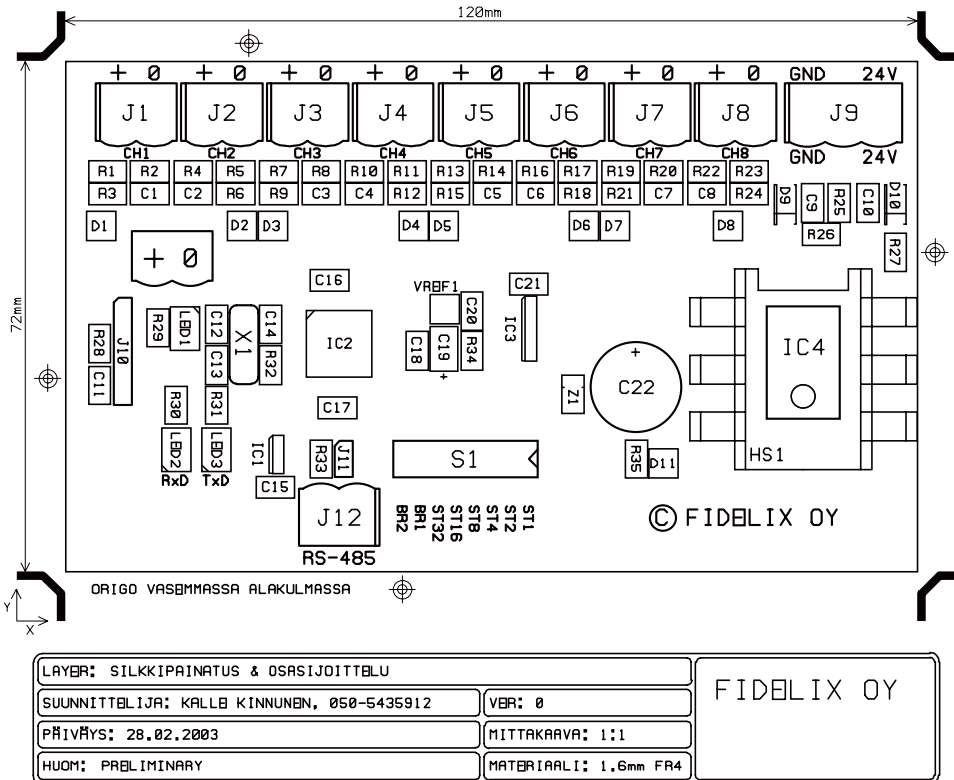 120mm
72mm
+ 0 + 0 + 0 + 0 + 0 + 0 + 0 + 0 GND 24V
J1 J2 J3 J4 J5 J6 J7 J8 J9
CH1 CH2 CH3 CH4 CH5 CH6 CH7 CH8 GND 24V
R1 R2 R4 R5 R7 R8 R10 R11 R13 R14 R16 R17 R19 R20 R22 R23
R3 C1 C2 R6 R9 C3 C4 R12 R15 C5 C6 R18 R21 C7 C8 R24
D9 C9 R25 C10 D10
D1 D2 D3 D4 D5 D6 D7 D8 R26
R27
+ 0
C16 VREF1 C21
R28 C11 J10 R29 LED1 C12 C13 X1 C14 R32 IC2 C18 C19 + C20 R34 IC3
Z1 + C22 IC4
C17
R30 R31
LED2 LED3 IC1 R33 J11 S1 R35 D11 HS1
RxD TxD C15
J12
BR2 BR1 ST32 ST16 ST8 ST4 ST2 ST1
© FIDELIX OY
RS-485
ORIGO VASEMMASSA ALAKULMASSA
Y
X
LAYER: SILKKIPAINATUS & OSASIJOITTELU
FIDELIX OY
SUUNNITTELIJA: KALLE KINNUNEN, 050-5435912
VER: 0
PÄIVÄYS: 28.02.2003
MITTAKAAVA: 1:1
HUOM: PRELIMINARY
MATERIAALI: 1.6mm FR4